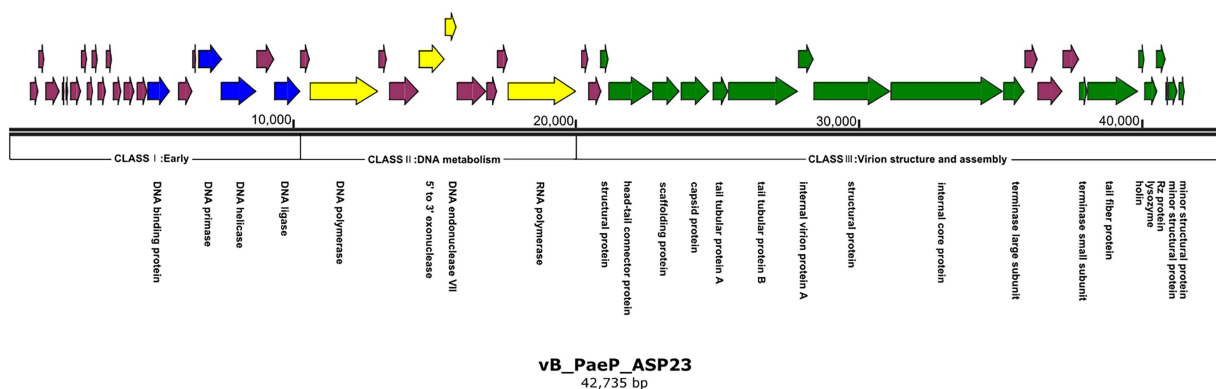 10,000
20,000
30,000
40,000
CLASS Ⅰ :Early
CLASS Ⅱ:DNA metabolism
CLASS Ⅲ:Virion structure and assembly
DNA binding protein
DNA primase
DNA helicase
DNA ligase
DNA polymerase
5' to 3' exonuclease
DNA endonuclease VII
RNA polymerase
structural protein
head-tail connector protein
scaffolding protein
capsid protein
tail tubular protein A
tail tubular protein B
internal virion protein A
structural protein
internal core protein
terminase large subunit
terminase small subunit
tail fiber protein
holin
lysozyme
Rz protein
minor structural protein
minor structural protein
vB_PaeP_ASP23
42,735 bp